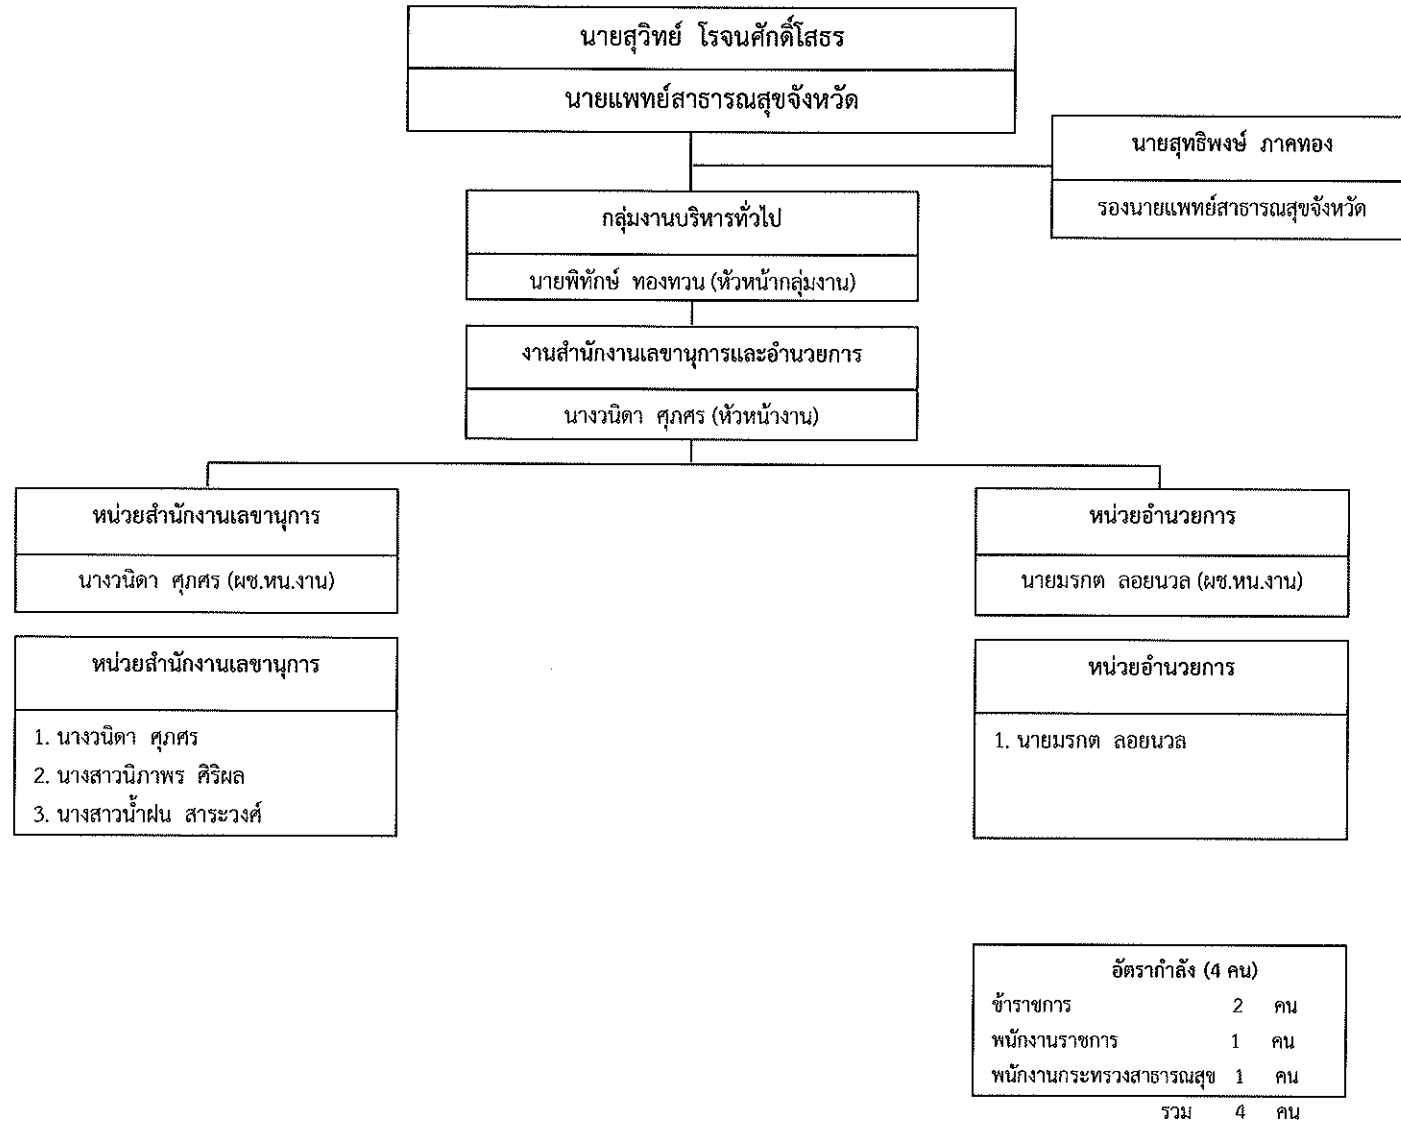 นายสุวิทย์ โรจนศักดิ์โสธร
นายแพทย์สาธารณสุขจังหวัด
นายสุทธิพงษ์ ภาคทอง
รองนายแพทย์สาธารณสุขจังหวัด
กลุ่มงานบริหารทั่วไป
นายพิทักษ์ ทองทวน (หัวหน้ากลุ่มงาน)
งานสำนักงานเลขานุการและอำนวยการ
นางวนิดา ศุภศร (หัวหน้างาน)
หน่วยสำนักงานเลขานุการ
นางวนิดา ศุภศร (ผช.หน.งาน)
หน่วยอำนวยการ
นายมรกต ลอยนวล (ผช.หน.งาน)
หน่วยสำนักงานเลขานุการ
1. นางวนิดา ศุภศร
2. นางสาวนิภาพร ศิริผล
3. นางสาวน้ำฝน สาระวงศ์
หน่วยอำนวยการ
1. นายมรกต ลอยนวล
อัตรากำลัง (4 คน)
ข้าราชการ 2 คน
พนักงานราชการ 1 คน
พนักงานกระทรวงสาธารณสุข 1 คน
รวม 4 คน